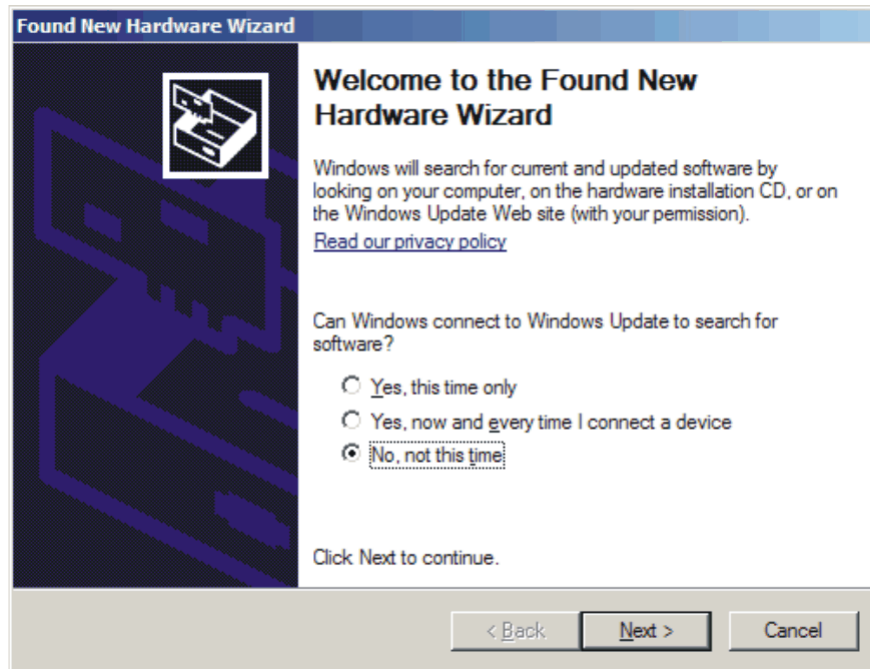 Found New Hardware Wizard
Welcome to the Found New
Hardware Wizard
Windows will search for current and updated software by
looking on your computer, on the hardware installation CD, or on
the Windows Update Web site (with your permission).
Read our privacy policy
Can Windows connect to Windows Update to search for
software?
Yes, this time only
Yes, now and every time I connect a device
No, not this time
Click Next to continue.
< Back
Next >
Cancel